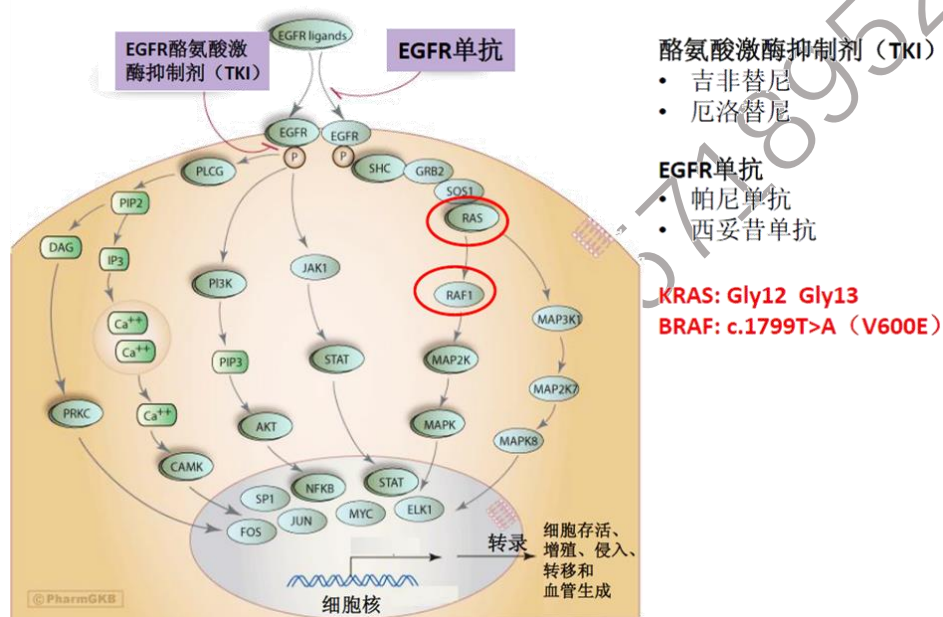 EGFR ligands
EGFR酪氨酸激
酶抑制剂（TKI）
EGFR单抗
EGFR
EGFR
P
P
SHC
GRB2
SOS1
RAS
PLCG
PIP2
DAG
IP3
PI3K
JAK1
RAF1
MAP3K1
Ca++
Ca++
PIP3
STAT
MAP2K
MAP2K7
PRKC
Ca++
AKT
MAPK
MAPK8
CAMK
NFKB
STAT
SP1
FOS
JUN
MYC
ELK1
转录
细胞存活、
增殖、侵入、
转移和
血管生成
细胞核
©PharmGKB
酪氨酸激酶抑制剂（TKI）
• 吉非替尼
• 厄洛替尼
EGFR单抗
• 帕尼单抗
• 西妥昔单抗
KRAS: Gly12 Gly13
BRAF: c.1799T>A（V600E）
5718952